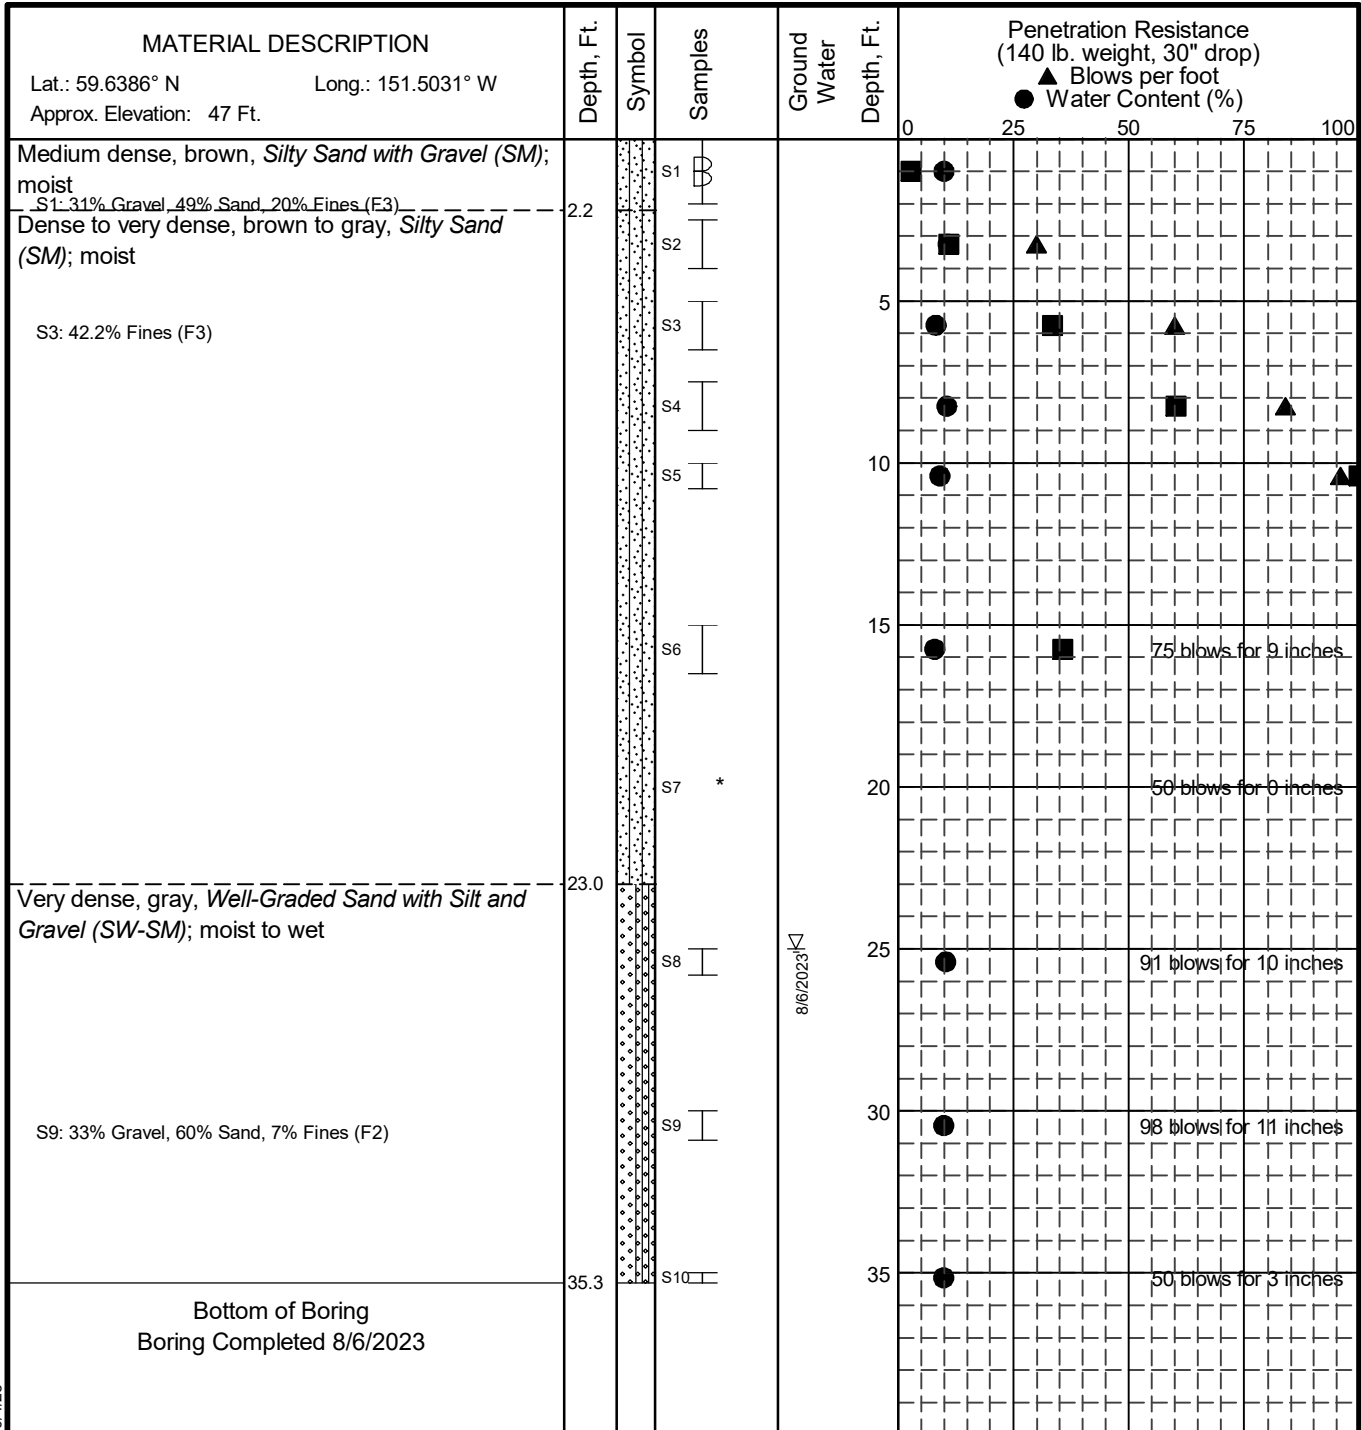 MATERIAL DESCRIPTION
Lat.: 59.6386° N Long.: 151.5031° W
Approx. Elevation: 47 Ft.
Depth, Ft.
Symbol
Samples
Ground
Water
Depth, Ft.
Penetration Resistance
(140 lb. weight, 30" drop)
▲ Blows per foot
● Water Content (%)
0 25 50 75 100
Medium dense, brown, Silty Sand with Gravel (SM);
moist
S1: 31% Gravel, 49% Sand, 20% Fines (F3)
2.2
Dense to very dense, brown to gray, Silty Sand
(SM); moist
S3: 42.2% Fines (F3)
23.0
Very dense, gray, Well-Graded Sand with Silt and
Gravel (SW-SM); moist to wet
S9: 33% Gravel, 60% Sand, 7% Fines (F2)
35.3
Bottom of Boring
Boring Completed 8/6/2023
S1
S2
S3
S4
S5
S6
S7 *
S8
S9
S10
8/6/2023
5
10
15
75 blows for 9 inches
20
50 blows for 0 inches
25
91 blows for 10 inches
30
98 blows for 11 inches
35
50 blows for 3 inches